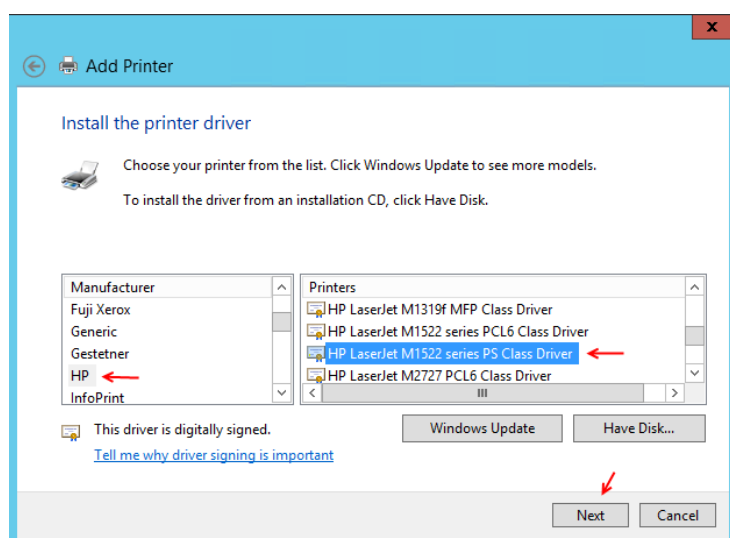 x
Add Printer
Install the printer driver
Choose your printer from the list. Click Windows Update to see more models.
To install the driver from an installation CD, click Have Disk.
Manufacturer
Fuji Xerox
Generic
Gestetner
HP
InfoPrint
Printers
HP LaserJet M1319f MFP Class Driver
HP LaserJet M1522 series PCL6 Class Driver
HP LaserJet M1522 series PS Class Driver
HP LaserJet M2727 PCL6 Class Driver
This driver is digitally signed.
Tell me why driver signing is important
Windows Update
Have Disk...
Next
Cancel